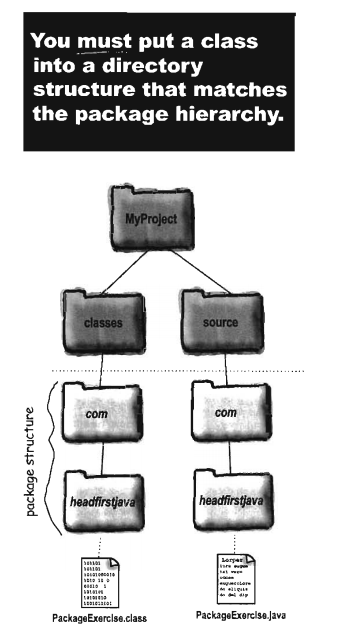 You must put a class
into a directory
structure that matches
the package hierarchy.
MyProject
classes
source
com
com
package structure
headfirstjava
headfirstjava
PackageExercise.class
PackageExercise.java